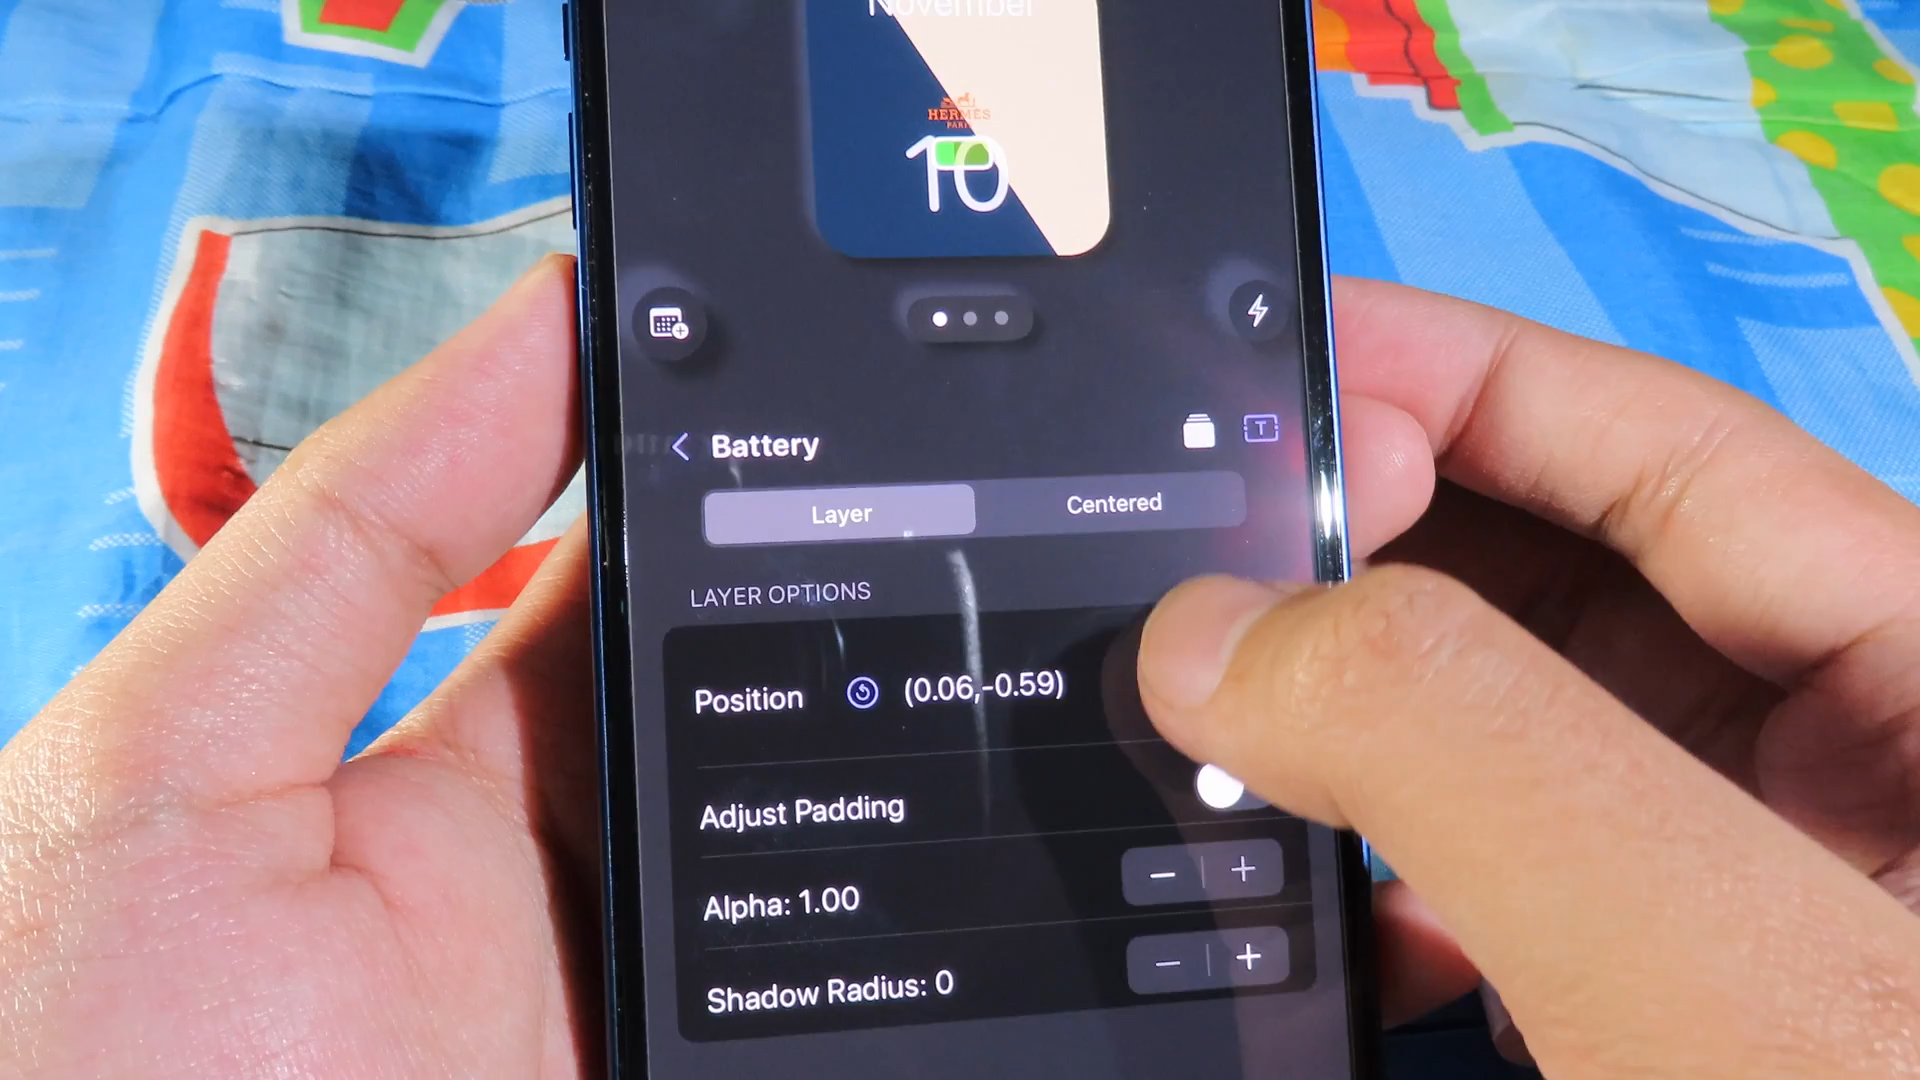 November
HERMES
PARIS
10
Battery
T
Layer
Centered
LAYER OPTIONS
Position (0.06,-0.59)
Adjust Padding
Alpha: 1.00
Shadow Radius: 0